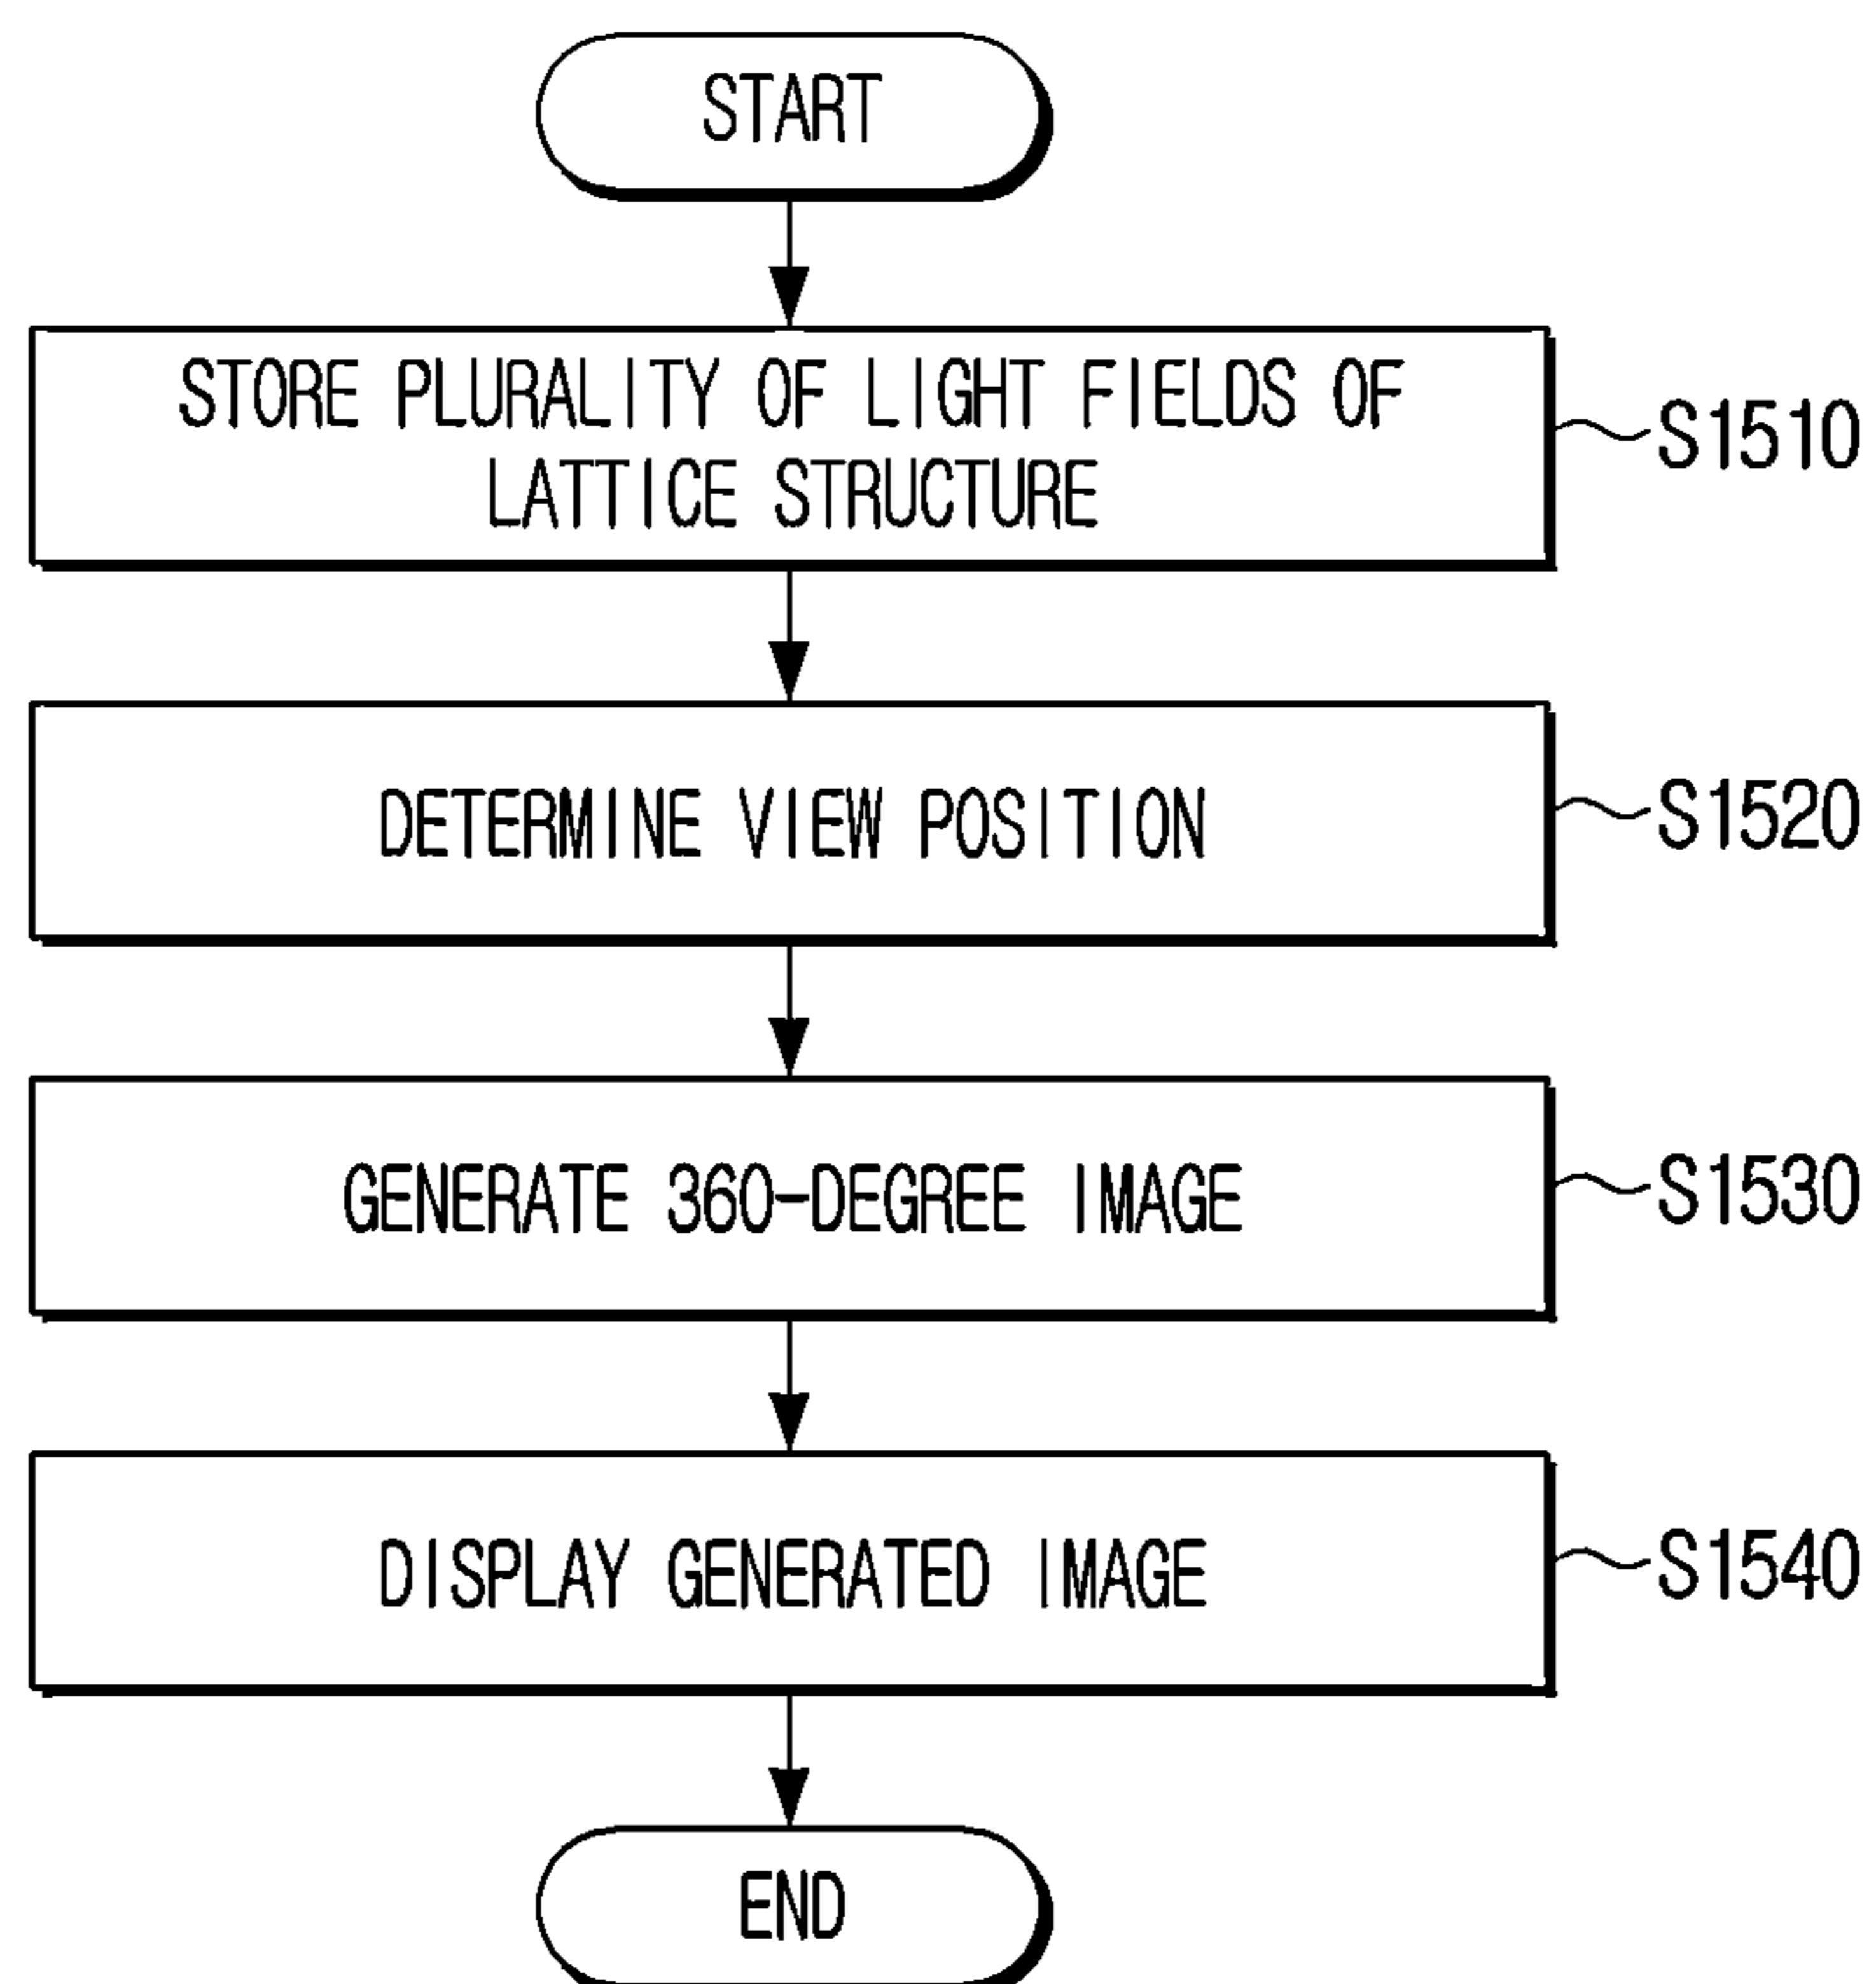 START
STORE PLURALITY OF LIGHT FIELDS OF
LATTICE STRUCTURE
S1510
DETERMINE VIEW POSITION
S1520
GENERATE 360-DEGREE IMAGE
S1530
DISPLAY GENERATED IMAGE
S1540
END